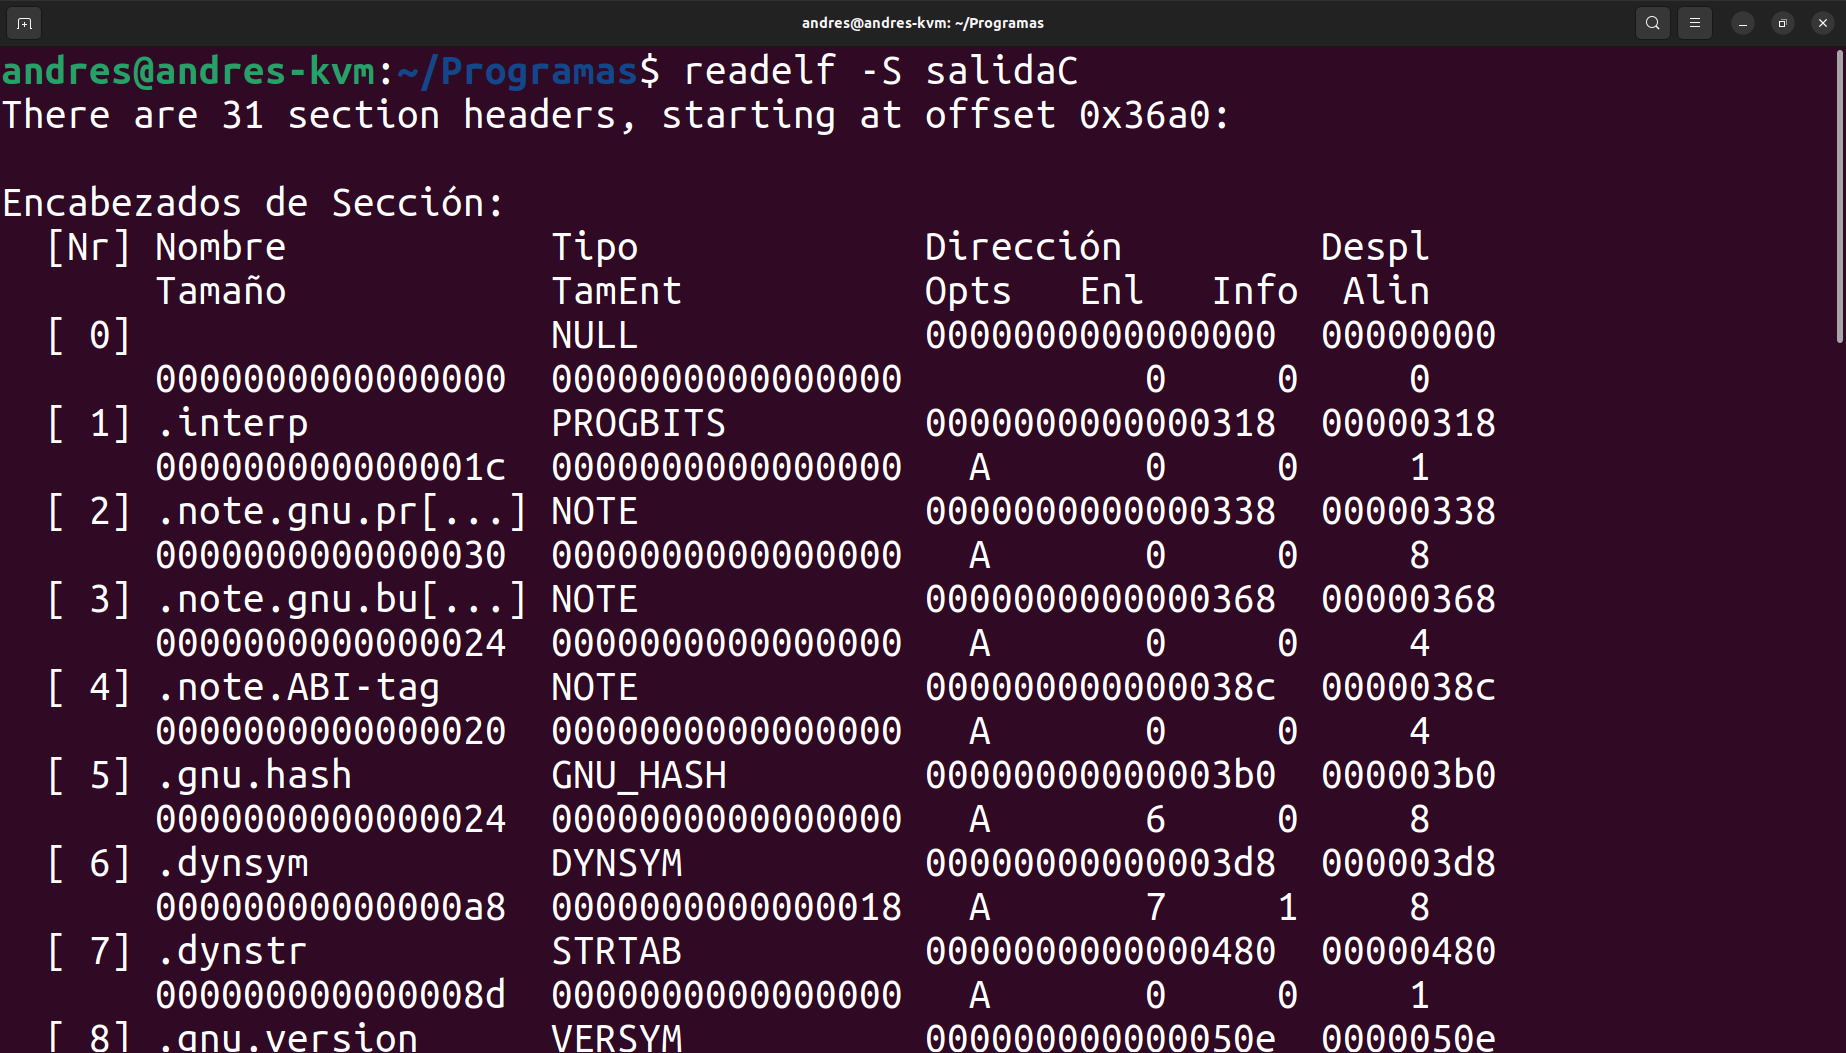 andres@andres-kvm: ~/Programas
andres@andres-kvm:~/Programas$ readelf -S salidaC
There are 31 section headers, starting at offset 0x36a0:
Encabezados de Sección:
[Nr] Nombre Tipo Dirección Despl
Tamaño TamEnt Opts Enl Info Alin
[ 0] NULL 0000000000000000 00000000
0000000000000000 0000000000000000 0 0 0
[ 1] .interp PROGBITS 0000000000000318 00000318
000000000000001c 0000000000000000 A 0 0 1
[ 2] .note.gnu.pr[...] NOTE 0000000000000338 00000338
0000000000000030 0000000000000000 A 0 0 8
[ 3] .note.gnu.bu[...] NOTE 0000000000000368 00000368
0000000000000024 0000000000000000 A 0 0 4
[ 4] .note.ABI-tag NOTE 000000000000038c 0000038c
0000000000000020 0000000000000000 A 0 0 4
[ 5] .gnu.hash GNU_HASH 00000000000003b0 000003b0
0000000000000024 0000000000000000 A 6 0 8
[ 6] .dynsym DYNSYM 00000000000003d8 000003d8
00000000000000a8 0000000000000018 A 7 1 8
[ 7] .dynstr STRTAB 0000000000000480 00000480
000000000000008d 0000000000000000 A 0 0 1
[ 8] .gnu.version VERSYM 000000000000050e 0000050e